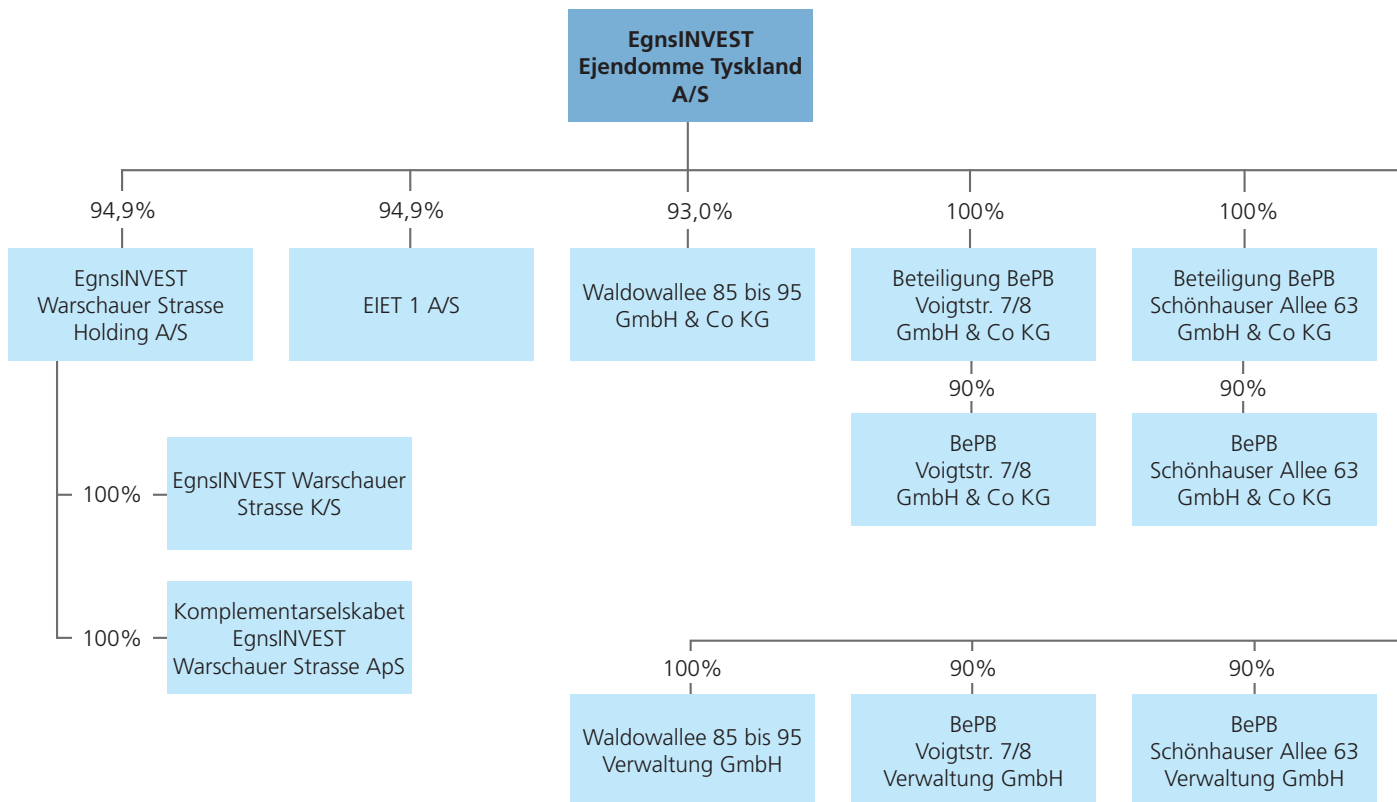 EgnsINVEST
Ejendomme Tyskland
A/S
94,9%
94,9%
93,0%
100%
100%
EgnsINVEST
Warschauer Strasse
Holding A/S
EIET 1 A/S
Waldowallee 85 bis 95
GmbH & Co KG
Beteiligung BePB
Voigtstr. 7/8
GmbH & Co KG
Beteiligung BePB
Schönhauser Allee 63
GmbH & Co KG
90%
90%
BePB
Voigtstr. 7/8
GmbH & Co KG
BePB
Schönhauser Allee 63
GmbH & Co KG
100%
EgnsINVEST Warschauer
Strasse K/S
100%
Komplementarselskabet
EgnsINVEST
Warschauer Strasse ApS
100%
90%
90%
Waldowallee 85 bis 95
Verwaltung GmbH
BePB
Voigtstr. 7/8
Verwaltung GmbH
BePB
Schönhauser Allee 63
Verwaltung GmbH